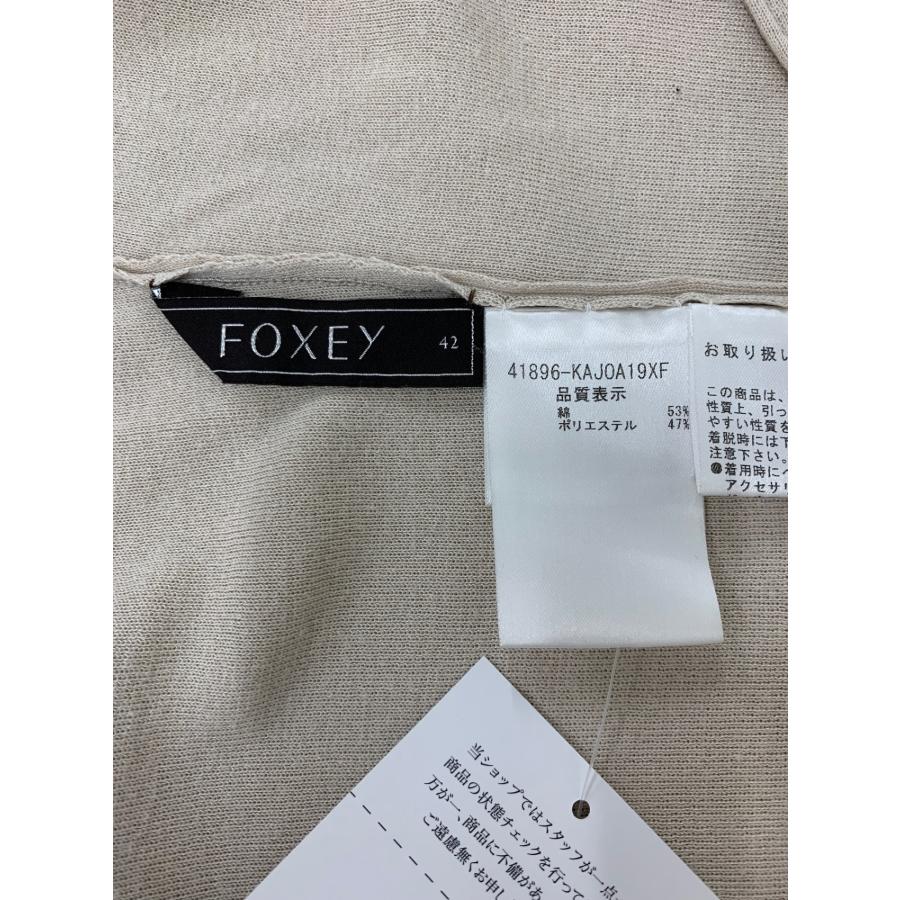 FOXEY 42
41896-KAJOA19XF
品質表示
綿 53%
ポリエステル 47%
お取り扱い
この商品は、
性質上、引っ
やすい性質を
着脱時には下
注意下さい。
●着用時にペ
アクセサリ
当ショップではスタッフが一点
商品の状態チェックを行って
万が一、商品に不備があ
ご遠慮無くお申し